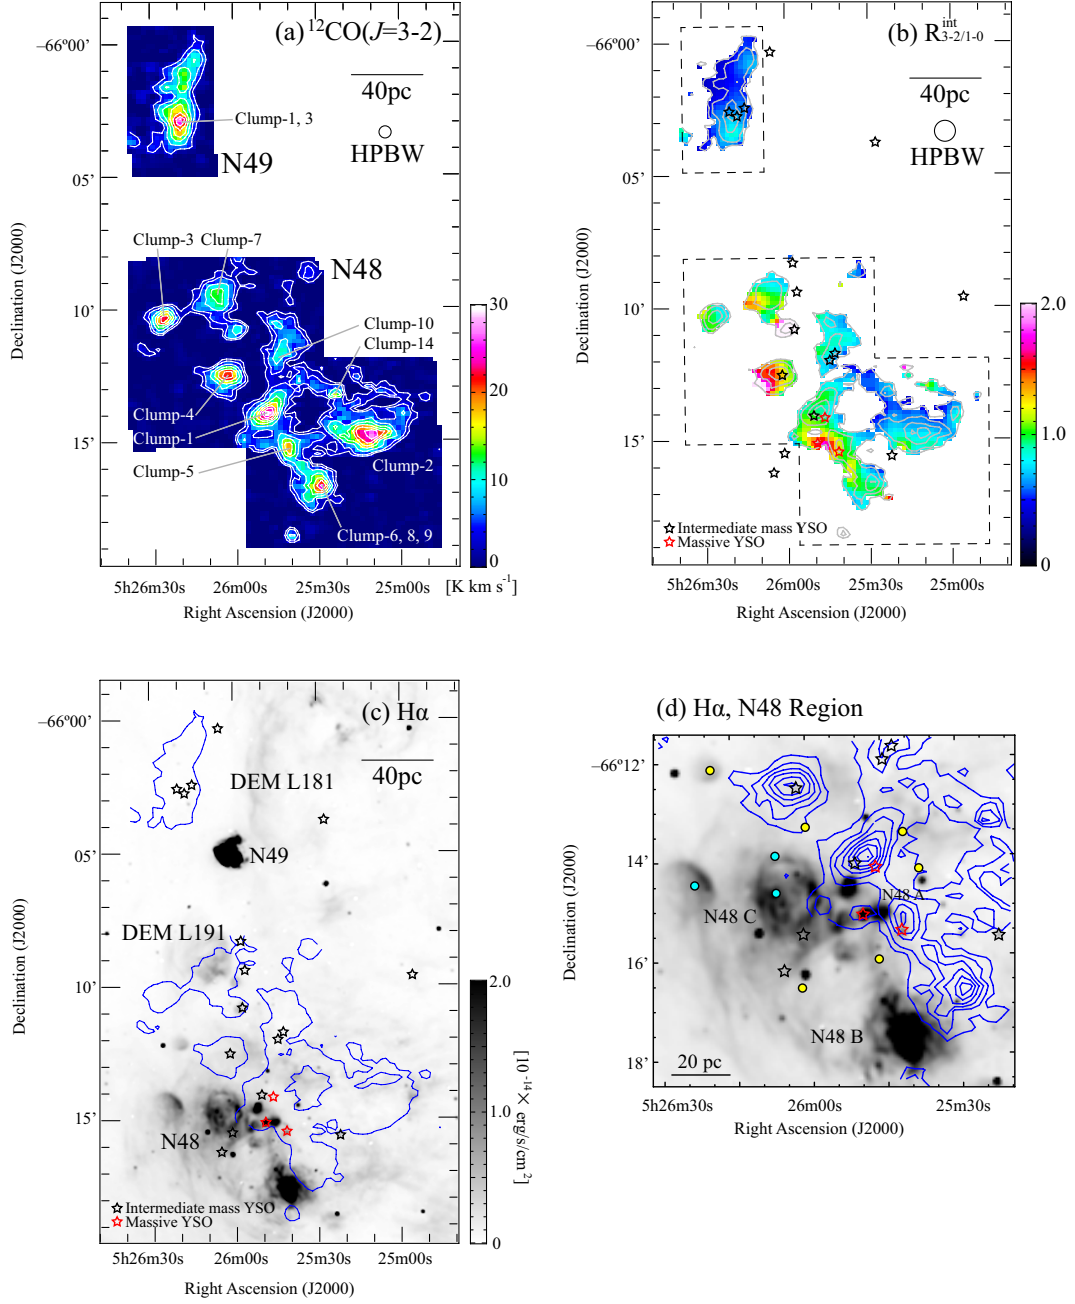 (a) ¹²CO(J=3-2)
−66°00’
40pc
HPBW
Clump-1, 3
N49
05’
Clump-3
Clump-7
N48
10’
Clump-10
Clump-14
Clump-4
Clump-1
15’
Clump-5
Clump-2
Clump-6, 8, 9
30
20
10
0
[K km s⁻¹]
5h26m30s
26m00s
25m30s
25m00s
Right Ascension (J2000)
Declination (J2000)
(b) R^int_3-2/1-0
−66°00’
40pc
HPBW
05’
10’
15’
Intermediate mass YSO
Massive YSO
2.0
1.0
0
5h26m30s
26m00s
25m30s
25m00s
Right Ascension (J2000)
Declination (J2000)
(c) Hα
−66°00’
40pc
DEM L181
N49
05’
DEM L191
10’
15’
N48
Intermediate mass YSO
Massive YSO
2.0
1.0
0
[10⁻¹⁴× erg/s/cm²]
5h26m30s
26m00s
25m30s
25m00s
Right Ascension (J2000)
Declination (J2000)
(d) Hα, N48 Region
−66°12’
14’
N48 A
N48 C
16’
N48 B
18’
20 pc
5h26m30s
26m00s
25m30s
Right Ascension (J2000)
Declination (J2000)